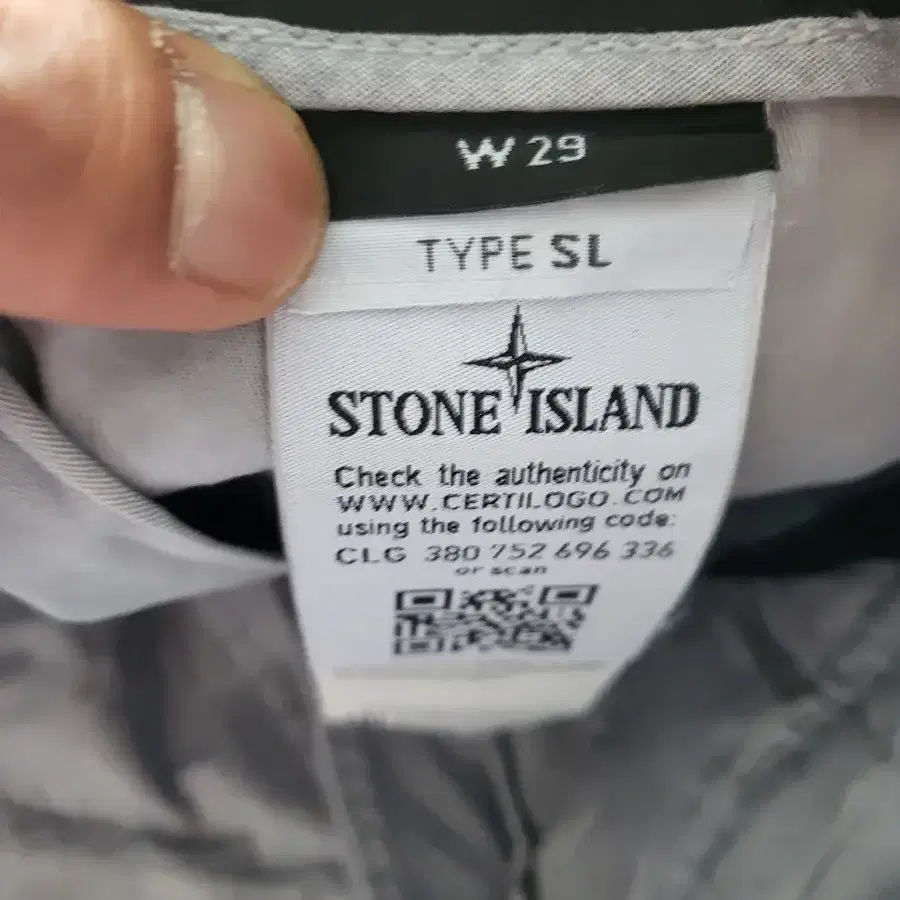 W 29
TYPE SL
STONE ISLAND
Check the authenticity on
WWW.CERTILOGO.COM
using the following code:
CLG 380 752 696 336
or scan